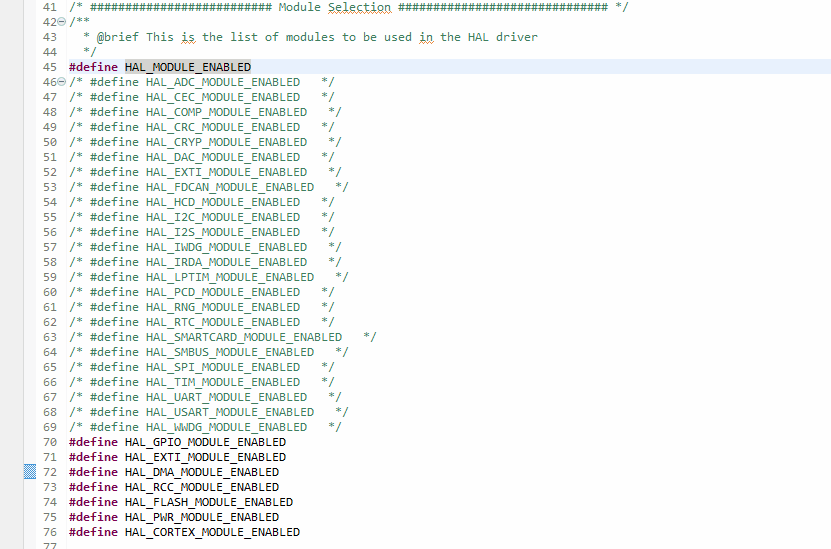 41 /* ########################## Module Selection ############################## */
42 /**
43   * @brief This is the list of modules to be used in the HAL driver
44   */
45 #define HAL_MODULE_ENABLED
46 /* #define HAL_ADC_MODULE_ENABLED   */
47 /* #define HAL_CEC_MODULE_ENABLED   */
48 /* #define HAL_COMP_MODULE_ENABLED   */
49 /* #define HAL_CRC_MODULE_ENABLED   */
50 /* #define HAL_CRYP_MODULE_ENABLED   */
51 /* #define HAL_DAC_MODULE_ENABLED   */
52 /* #define HAL_EXTI_MODULE_ENABLED   */
53 /* #define HAL_FDCAN_MODULE_ENABLED   */
54 /* #define HAL_HCD_MODULE_ENABLED   */
55 /* #define HAL_I2C_MODULE_ENABLED   */
56 /* #define HAL_I2S_MODULE_ENABLED   */
57 /* #define HAL_IWDG_MODULE_ENABLED   */
58 /* #define HAL_IRDA_MODULE_ENABLED   */
59 /* #define HAL_LPTIM_MODULE_ENABLED   */
60 /* #define HAL_PCD_MODULE_ENABLED   */
61 /* #define HAL_RNG_MODULE_ENABLED   */
62 /* #define HAL_RTC_MODULE_ENABLED   */
63 /* #define HAL_SMARTCARD_MODULE_ENABLED   */
64 /* #define HAL_SMBUS_MODULE_ENABLED   */
65 /* #define HAL_SPI_MODULE_ENABLED   */
66 /* #define HAL_TIM_MODULE_ENABLED   */
67 /* #define HAL_UART_MODULE_ENABLED   */
68 /* #define HAL_USART_MODULE_ENABLED   */
69 /* #define HAL_WWDG_MODULE_ENABLED   */
70 #define HAL_GPIO_MODULE_ENABLED
71 #define HAL_EXTI_MODULE_ENABLED
72 #define HAL_DMA_MODULE_ENABLED
73 #define HAL_RCC_MODULE_ENABLED
74 #define HAL_FLASH_MODULE_ENABLED
75 #define HAL_PWR_MODULE_ENABLED
76 #define HAL_CORTEX_MODULE_ENABLED
77